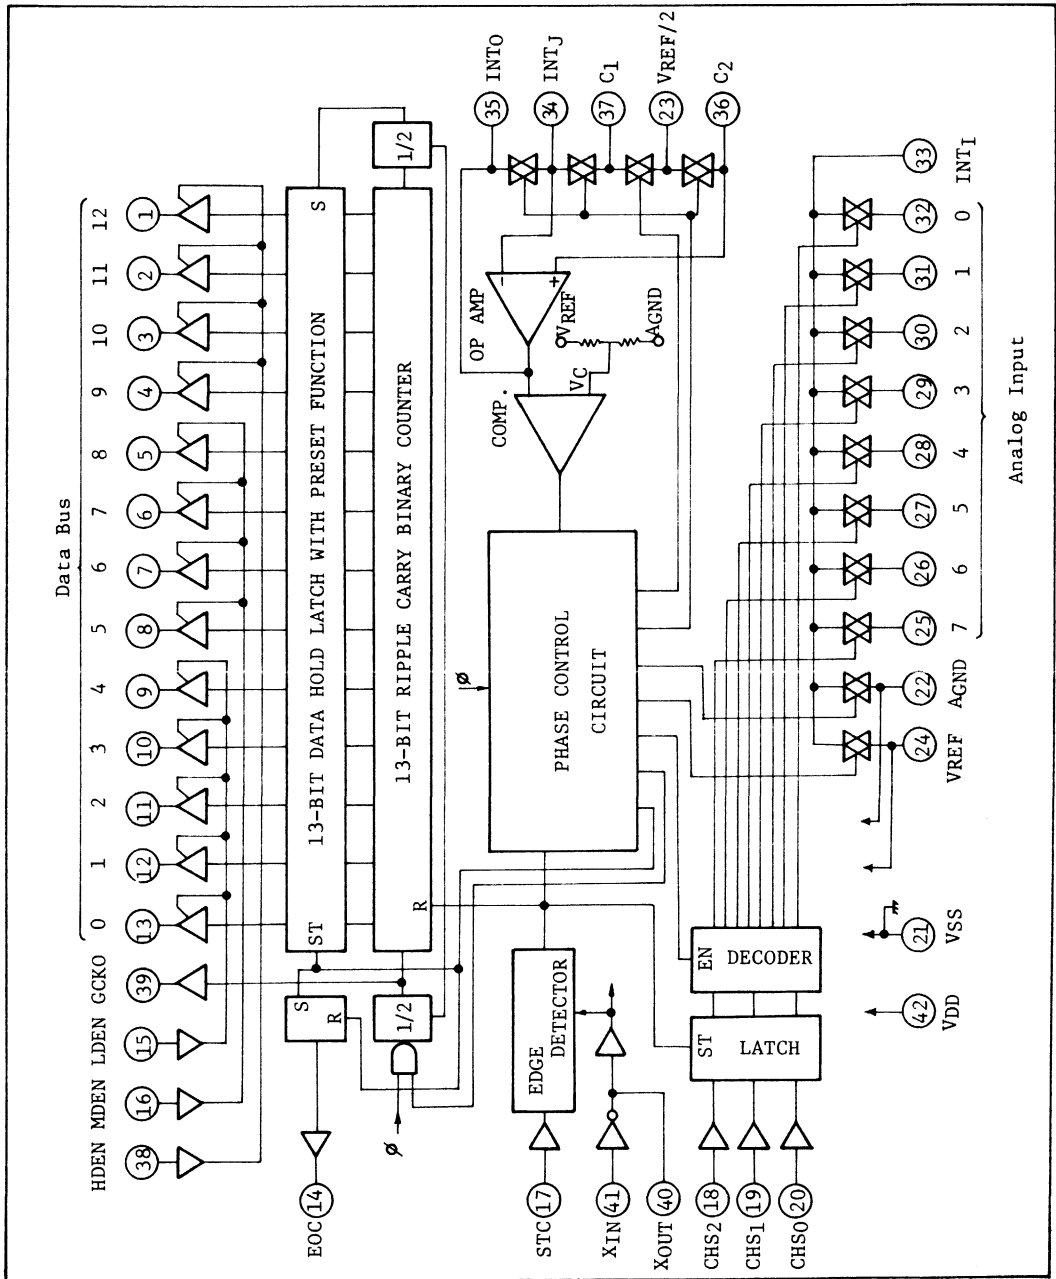 Data Bus
HDEN MDEN LDEN GCKO 0 1 2 3 4 5 6 7 8 9 10 11 12
38 16 15 39 13 12 11 10 9 8 7 6 5 4 3 2 1
13-BIT DATA HOLD LATCH WITH PRESET FUNCTION
ST
S
13-BIT RIPPLE CARRY BINARY COUNTER
R
1/2
1/2
S
R
EOC 14
ø
35 INTO
34 INTJ
37 C1
23 VREF/2
36 C2
OP AMP
-
+
VREF
AGND
VC
COMP.
ø
PHASE CONTROL
CIRCUIT
STC 17
EDGE
DETECTOR
XIN 41
XOUT 40
CHS2 18
CHS1 19
CHS0 20
ST
LATCH
EN
DECODER
42 21 24 22 25 26 27 28 29 30 31 32 33
VDD VSS VREF AGND 7 6 5 4 3 2 1 0 INTI
Analog Input